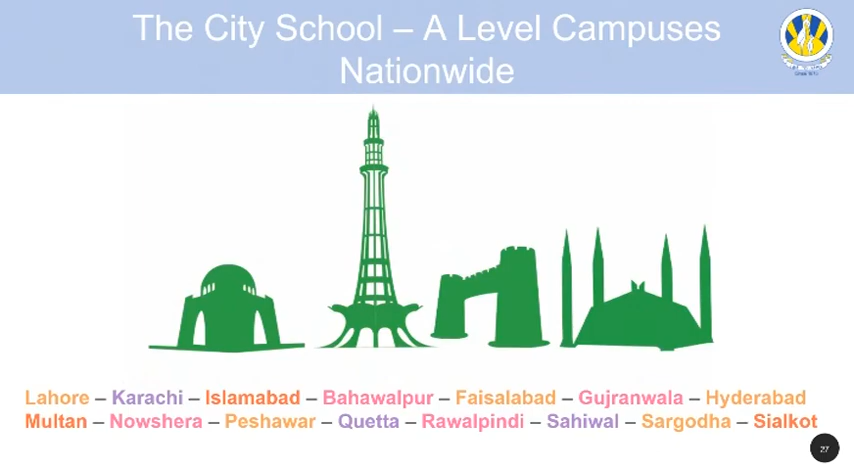 The City School – A Level Campuses
Nationwide
Lahore – Karachi – Islamabad – Bahawalpur – Faisalabad – Gujranwala – Hyderabad
Multan – Nowshera – Peshawar – Quetta – Rawalpindi – Sahiwal – Sargodha – Sialkot
27